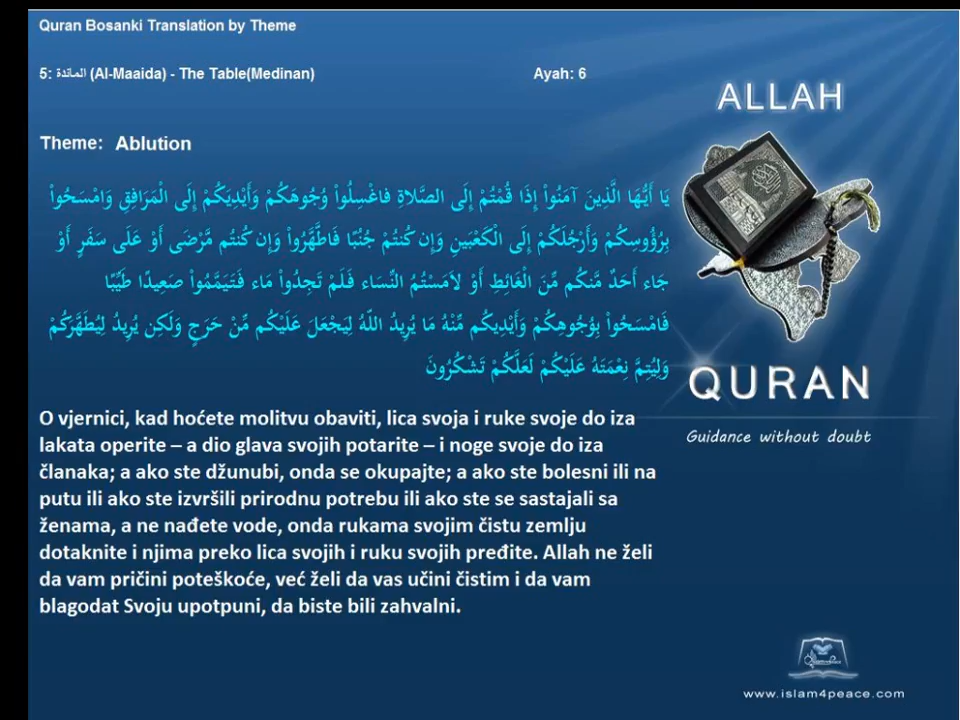 Quran Bosanki Translation by Theme
5: المائدة (Al-Maaida) - The Table(Medinan)
Ayah: 6
ALLAH
Theme: Ablution
يَا أَيُّهَا الَّذِينَ آمَنُواْ إِذَا قُمْتُمْ إِلَى الصَّلاةِ فاغْسِلُواْ وُجُوهَكُمْ وَأَيْدِيَكُمْ إِلَى الْمَرَافِقِ وَامْسَحُواْ
بِرُؤُوسِكُمْ وَأَرْجُلَكُمْ إِلَى الْكَعْبَينِ وَإِن كُنتُمْ جُنُبًا فَاطَّهَّرُواْ وَإِن كُنتُم مَّرْضَى أَوْ عَلَى سَفَرٍ أَوْ
جَاء أَحَدٌ مَّنكُم مِّنَ الْغَائِطِ أَوْ لاَمَسْتُمُ النِّسَاء فَلَمْ تَجِدُواْ مَاء فَتَيَمَّمُواْ صَعِيدًا طَيِّبًا
فَامْسَحُواْ بِوُجُوهِكُمْ وَأَيْدِيكُم مِّنْهُ مَا يُرِيدُ اللّهُ لِيَجْعَلَ عَلَيْكُم مِّنْ حَرَجٍ وَلَكِن يُرِيدُ لِيُطَهَّرَكُمْ
وَلِيُتِمَّ نِعْمَتَهُ عَلَيْكُمْ لَعَلَّكُمْ تَشْكُرُونَ
QURAN
Guidance without doubt
O vjernici, kad hoćete molitvu obaviti, lica svoja i ruke svoje do iza
lakata operite – a dio glava svojih potarite – i noge svoje do iza
članaka; a ako ste džunubi, onda se okupajte; a ako ste bolesni ili na
putu ili ako ste izvršili prirodnu potrebu ili ako ste se sastajali sa
ženama, a ne nađete vode, onda rukama svojim čistu zemlju
dotaknite i njima preko lica svojih i ruku svojih pređite. Allah ne želi
da vam pričini poteškoće, već želi da vas učini čistim i da vam
blagodat Svoju upotpuni, da biste bili zahvalni.
www.islam4peace.com